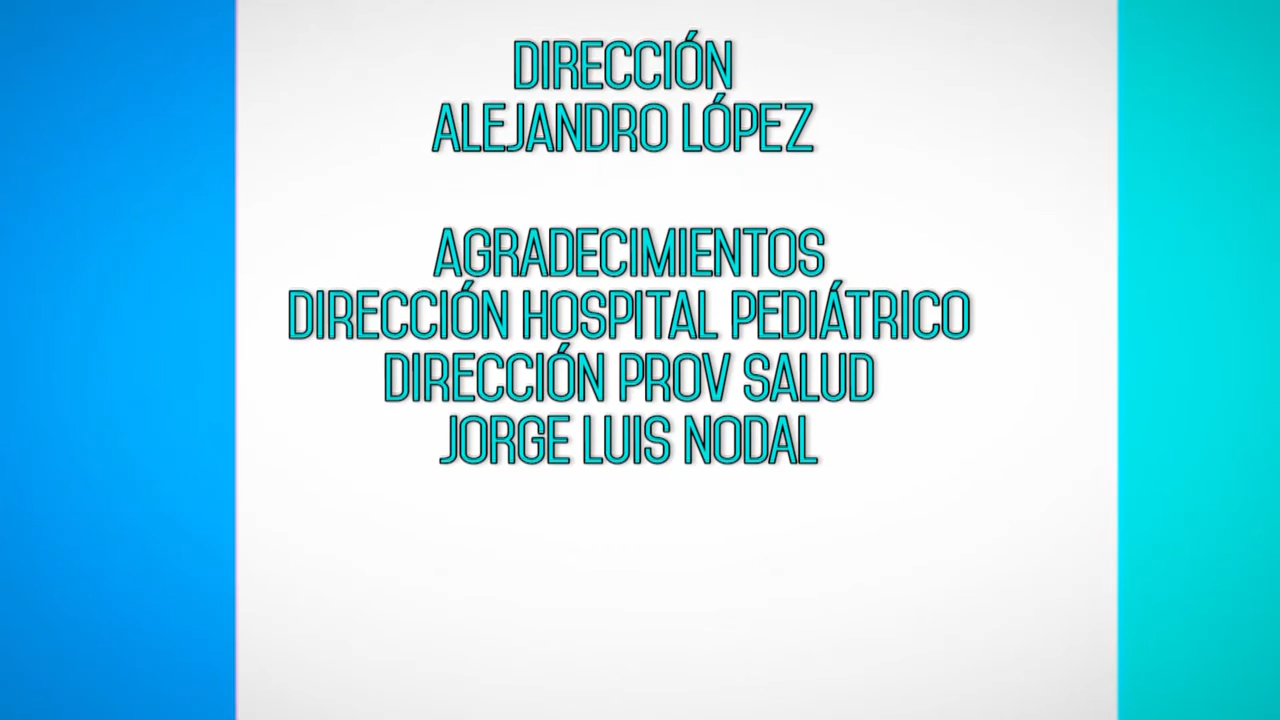 DIRECCIÓN
ALEJANDRO LÓPEZ
AGRADECIMIENTOS
DIRECCIÓN HOSPITAL PEDIÁTRICO
DIRECCIÓN PROV SALUD
JORGE LUIS NODAL